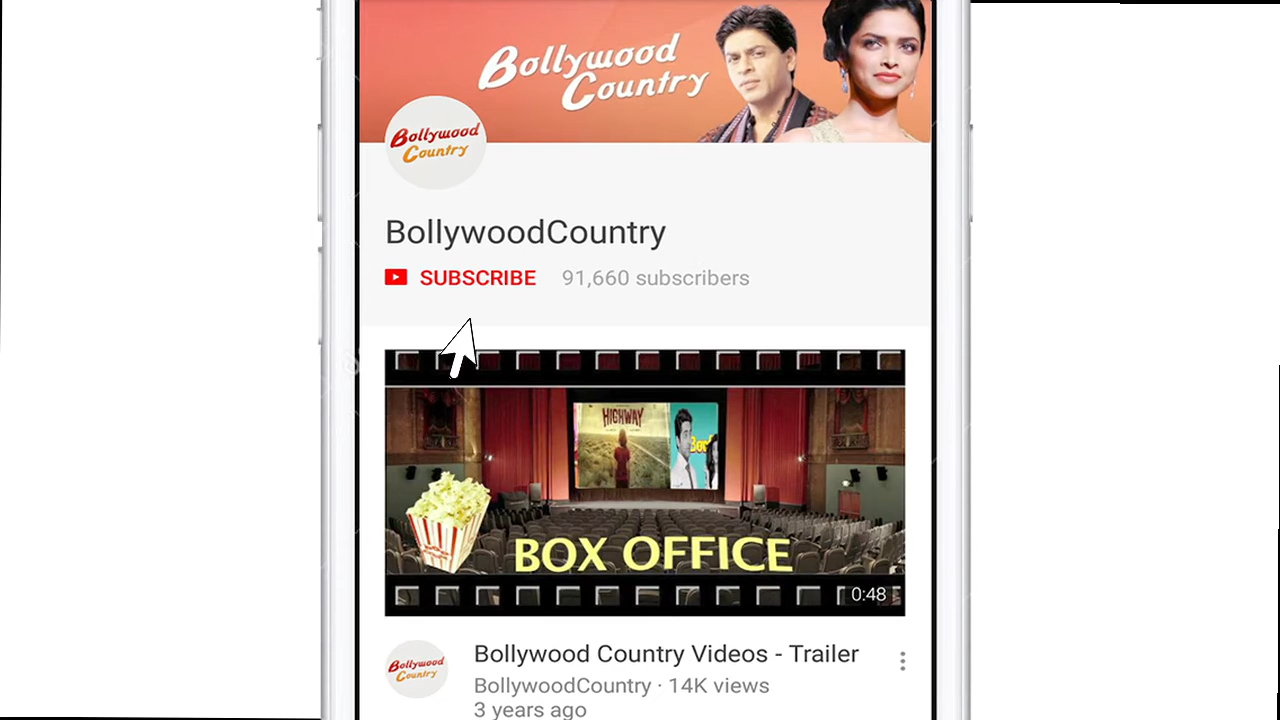 Bollywood
Country
Bollywood
Country
BollywoodCountry
SUBSCRIBE 91,660 subscribers
HIGHWAY
BOX OFFICE
0:48
Bollywood
Country
Bollywood Country Videos - Trailer
BollywoodCountry · 14K views
3 years ago